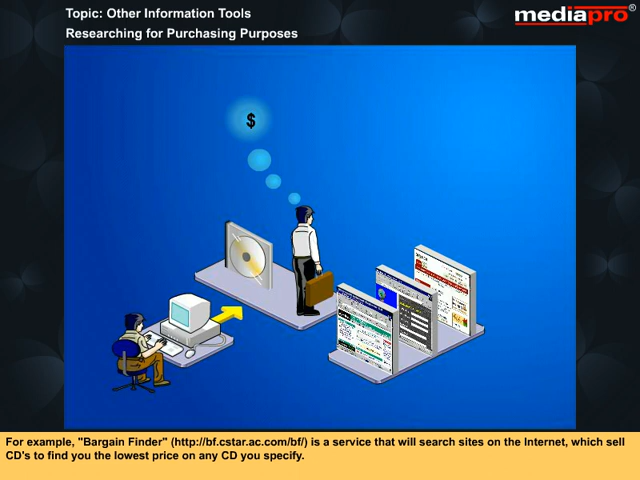 Topic: Other Information Tools
mediapro®
Researching for Purchasing Purposes
$
For example, "Bargain Finder" (http://bf.cstar.ac.com/bf/) is a service that will search sites on the Internet, which sell
CD's to find you the lowest price on any CD you specify.